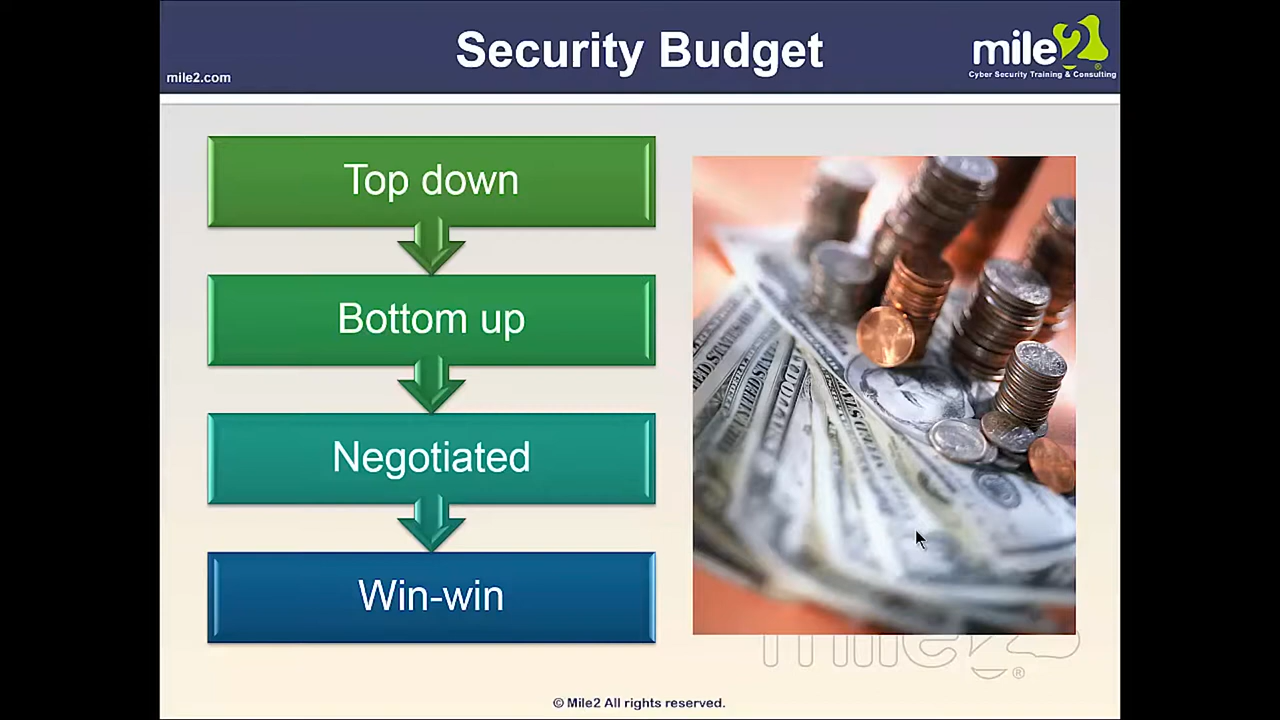 Security Budget
mile2.com
mile2
Cyber Security Training & Consulting
Top down
Bottom up
Negotiated
Win-win
mile2
®
© Mile2 All rights reserved.